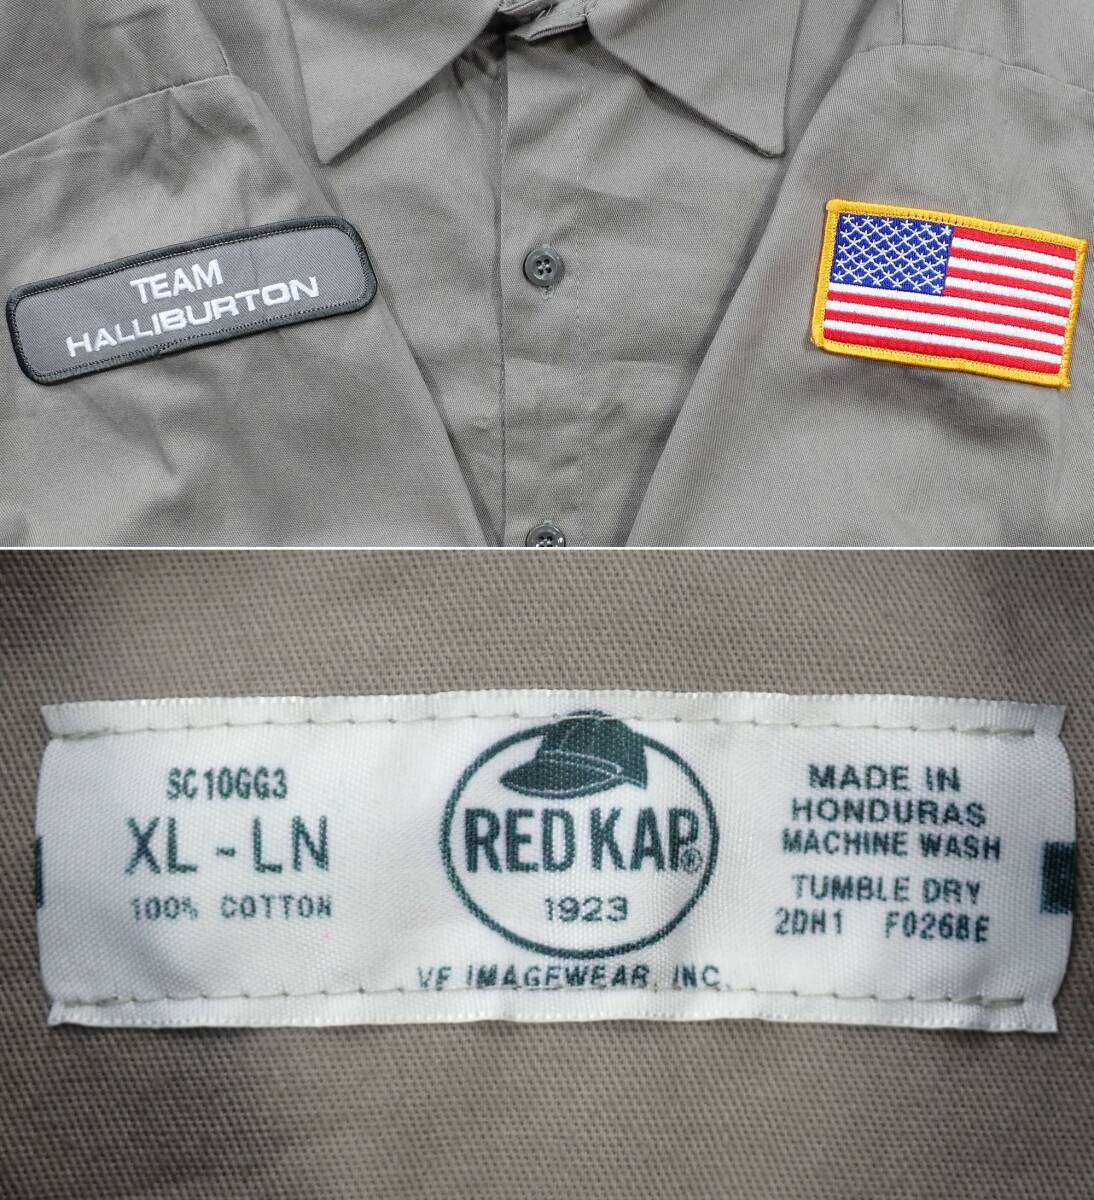 TEAM
HALLIBURTON
SC10GG3
XL-LN
100% COTTON
RED KAP®
1923
VF IMAGEWEAR, INC.
MADE IN
HONDURAS
MACHINE WASH
TUMBLE DRY
2DH1 F0268E